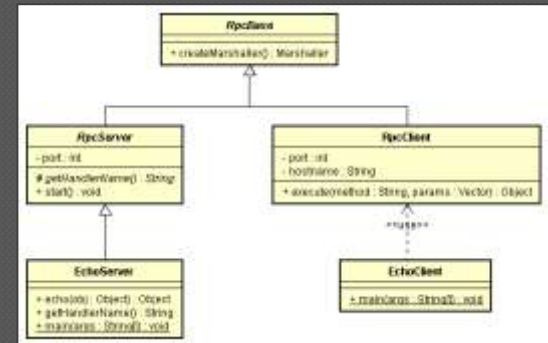 RpcBase
+ createMarshaller() : Marshaller
RpcServer
- port : int
# getHandlerName() : String
+ start() : void
RpcClient
- port : int
- hostname : String
+ execute(method : String, params : Vector) : Object
<<use>>
EchoServer
+ echo(obj : Object) : Object
+ getHandlerName() : String
+ main(args : String[]) : void
EchoClient
+ main(args : String[]) : void